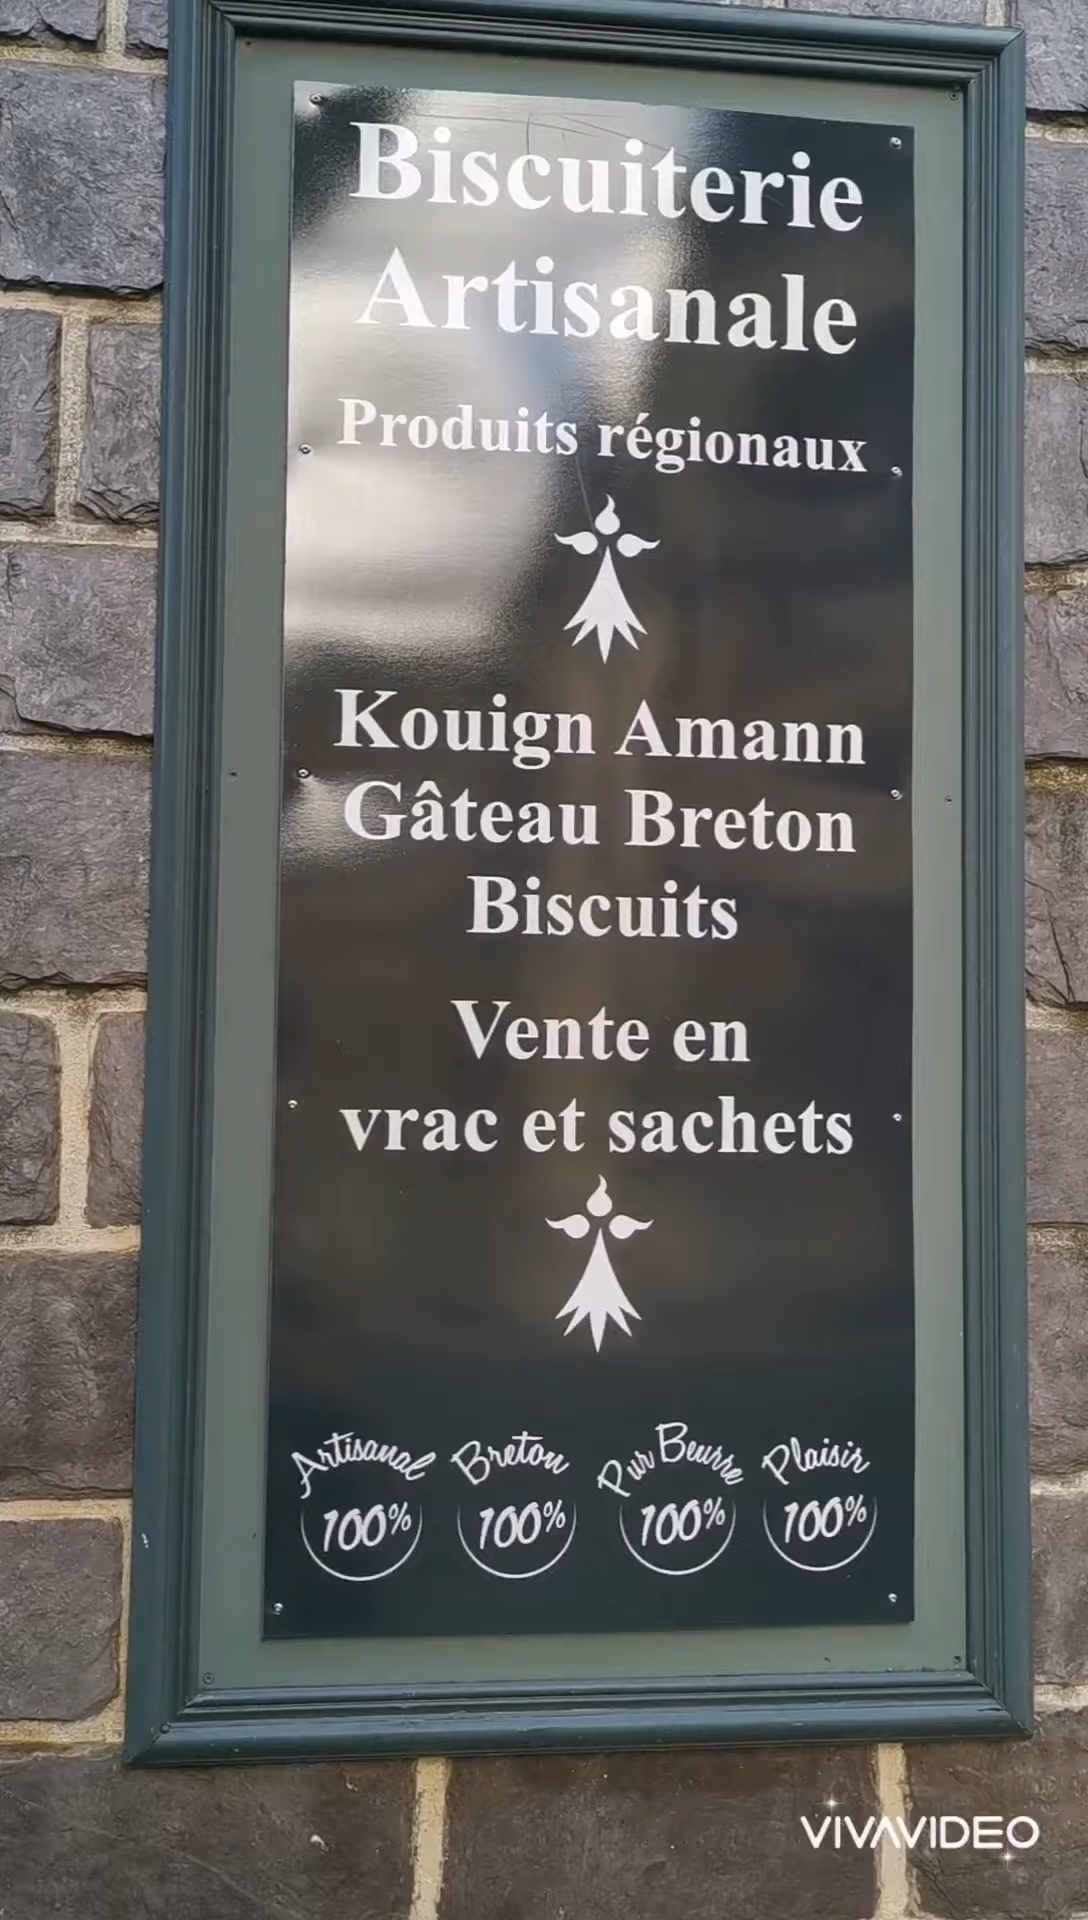 Biscuiterie
Artisanale
Produits régionaux
Kouign Amann
Gâteau Breton
Biscuits
Vente en
vrac et sachets
Artisanal 100%
Breton 100%
Pur Beurre 100%
Plaisir 100%
VIVAVIDEO